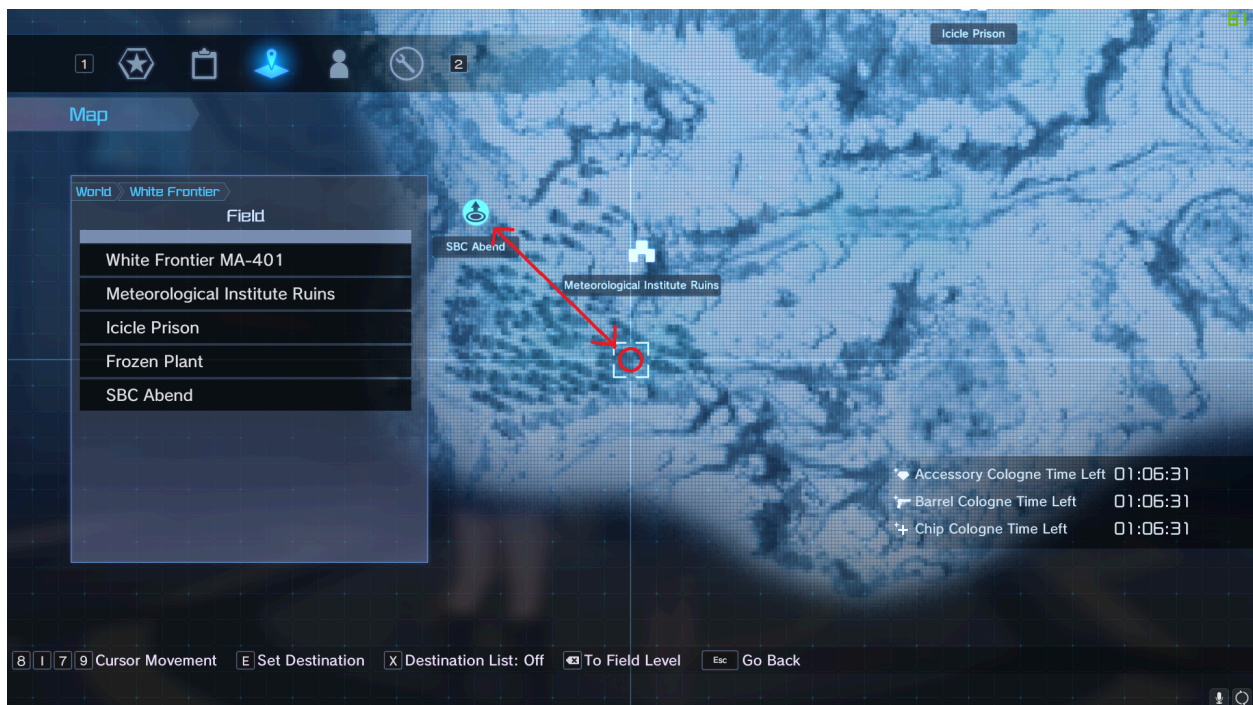 61
Icicle Prison
1
2
Map
World White Frontier
Field
SBC Abend
White Frontier MA-401
Meteorological Institute Ruins
Meteorological Institute Ruins
Icicle Prison
Frozen Plant
SBC Abend
Accessory Cologne Time Left 01:06:31
Barrel Cologne Time Left 01:06:31
Chip Cologne Time Left 01:06:31
8 I 7 9 Cursor Movement E Set Destination X Destination List: Off To Field Level Esc Go Back